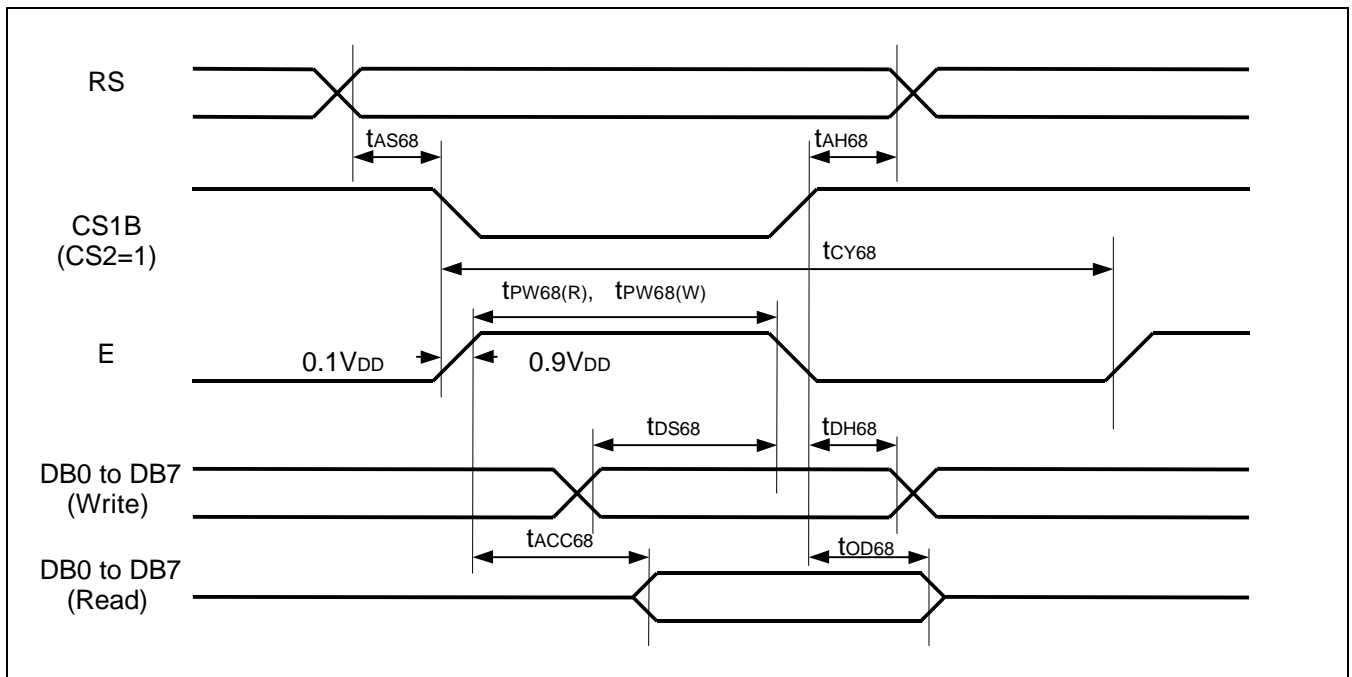 RS
tAS68
tAH68
CS1B
(CS2=1)
tCY68
tPW68(R), tPW68(W)
E
0.1VDD
0.9VDD
tDS68
tDH68
DB0 to DB7
(Write)
tACC68
tOD68
DB0 to DB7
(Read)